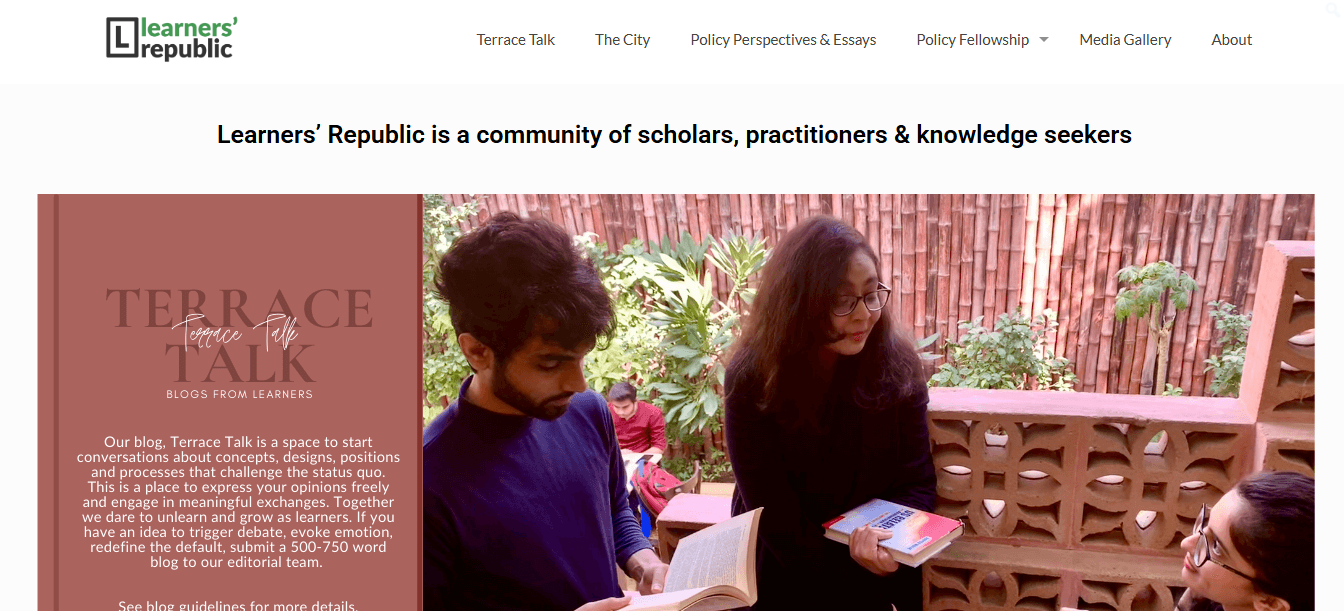 learners’
republic
Terrace Talk The City Policy Perspectives & Essays Policy Fellowship Media Gallery About
Learners’ Republic is a community of scholars, practitioners & knowledge seekers
TERRACE
Terrace Talk
TALK
BLOGS FROM LEARNERS
Our blog, Terrace Talk is a space to start
conversations about concepts, designs, positions
and processes that challenge the status quo.
This is a place to express your opinions freely
and engage in meaningful exchanges. Together
we dare to unlearn and grow as learners. If you
have an idea to trigger debate, evoke emotion,
redefine the default, submit a 500-750 word
blog to our editorial team.
See blog guidelines for more details.